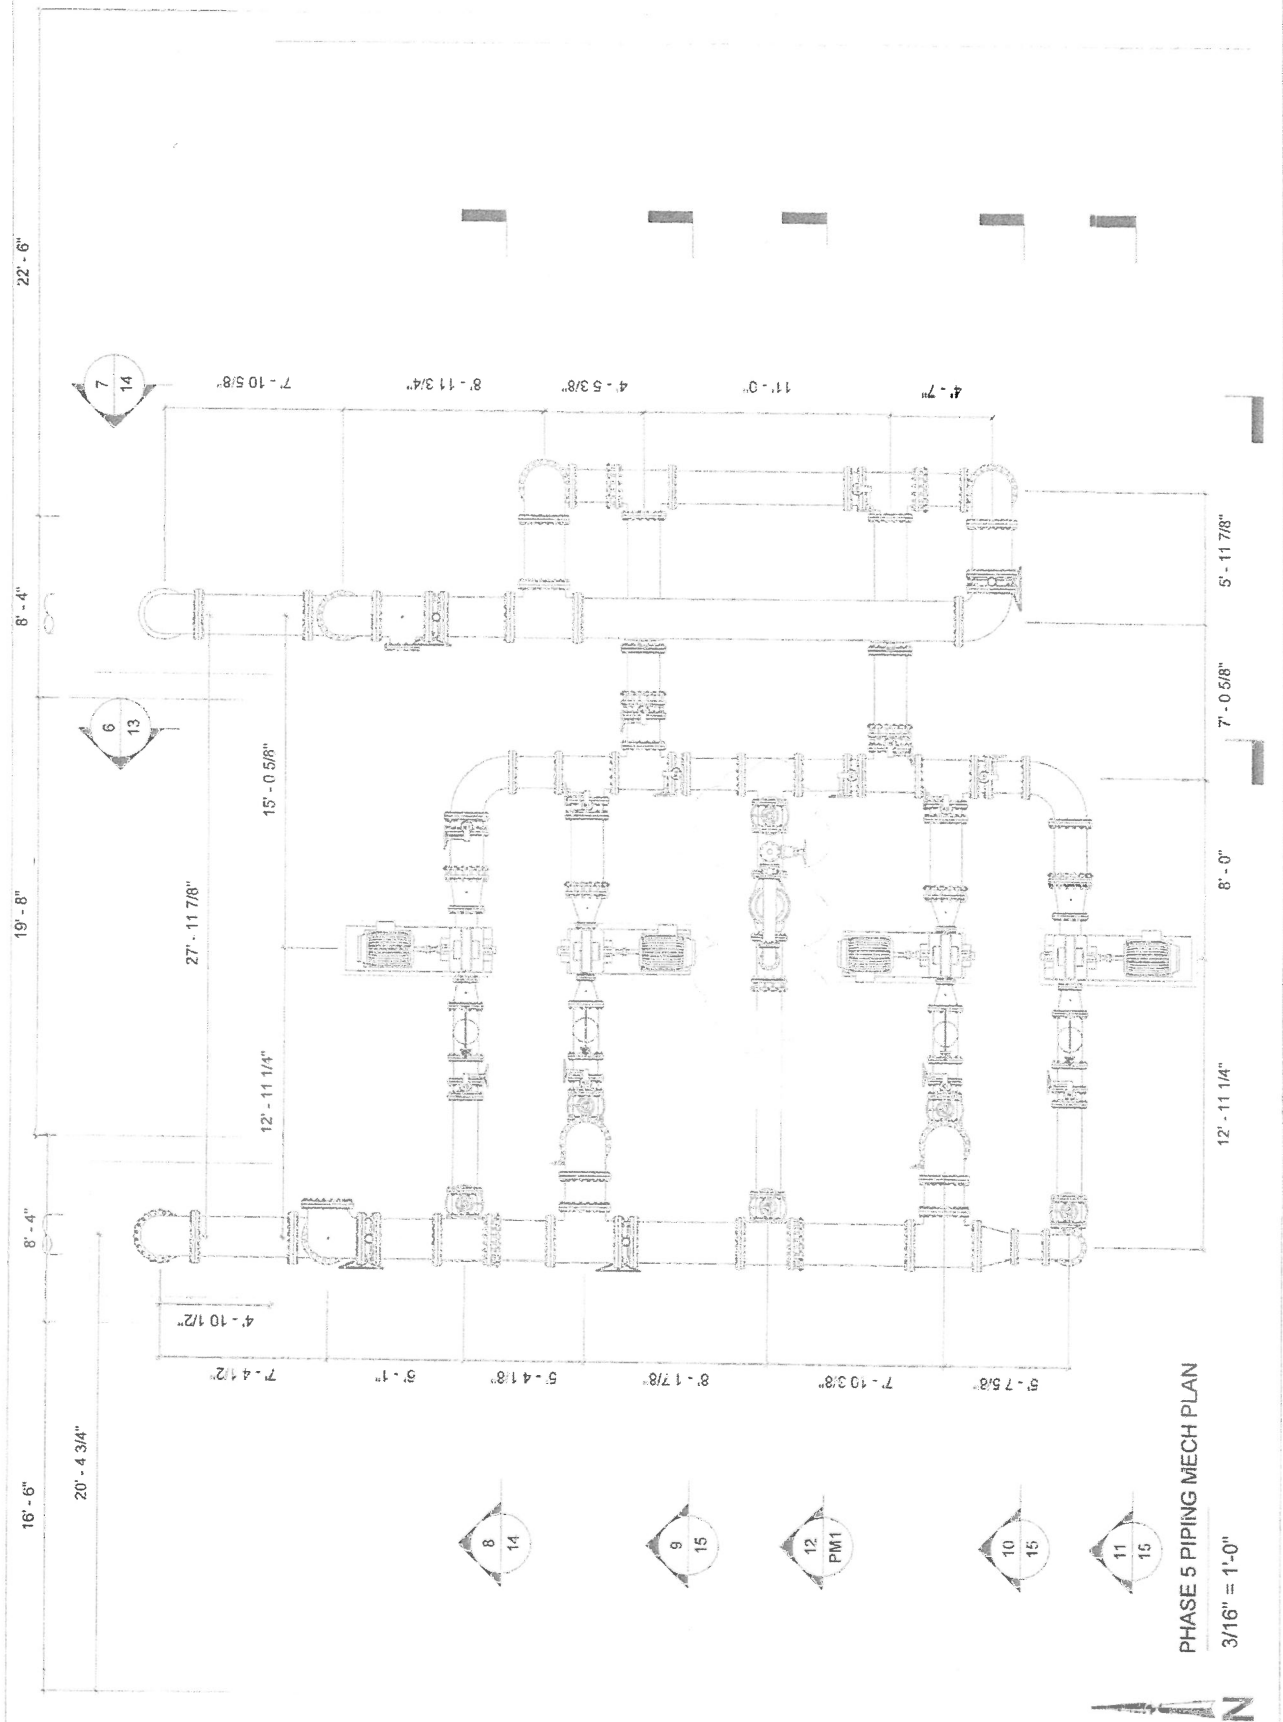 16' - 6"
8' - 4"
19' - 8"
8' - 4"
22' - 6"
20' - 4 3/4"
27' - 11 7/8"
12' - 11 1/4"
15' - 0 5/8"
6
13
7
14
4' - 10 1/2"
7' - 4 1/2"
5' - 4 1/8"
8' - 1 7/8"
7' - 10 3/8"
5' - 7 5/8"
7' - 10 5/8"
8' - 11 3/4"
4' - 5 3/8"
11' - 0"
4' - 7"
12' - 11 1/4"
8' - 0"
7' - 0 5/8"
5' - 11 7/8"
8
14
9
15
12
PM1
10
15
11
15
PHASE 5 PIPING MECH PLAN
3/16" = 1'-0"
N